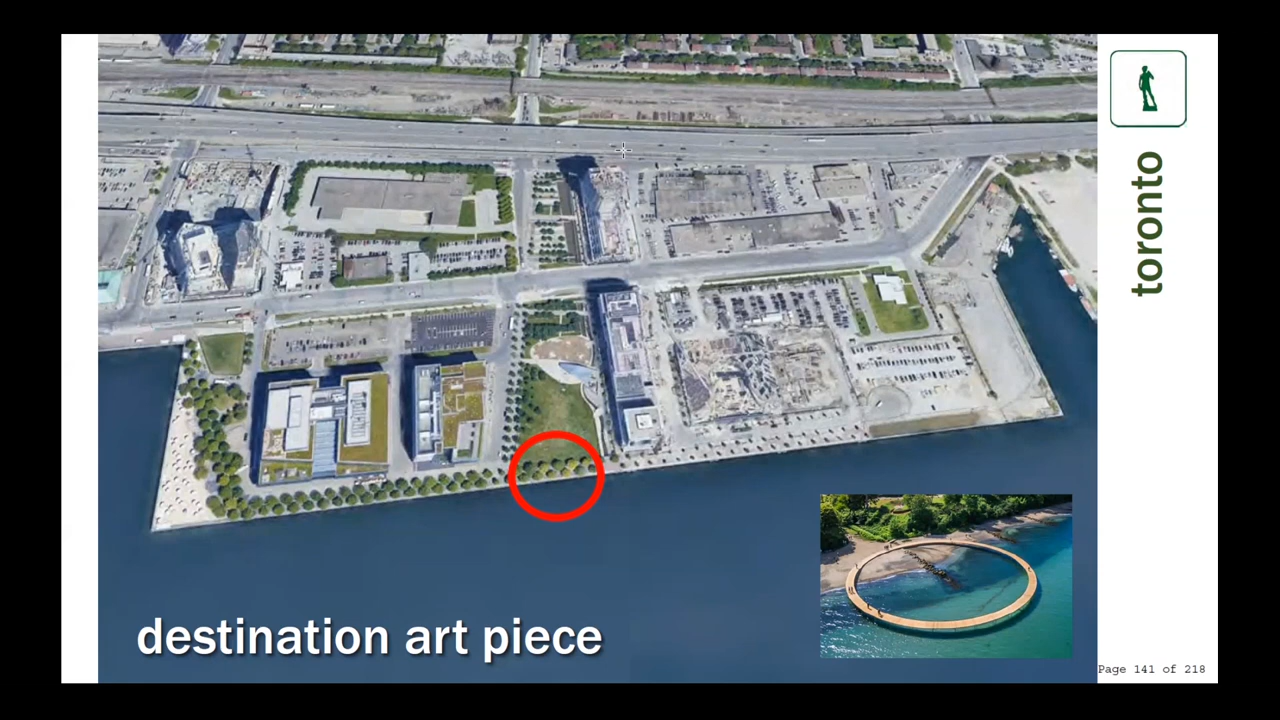 toronto
destination art piece
Page 141 of 218